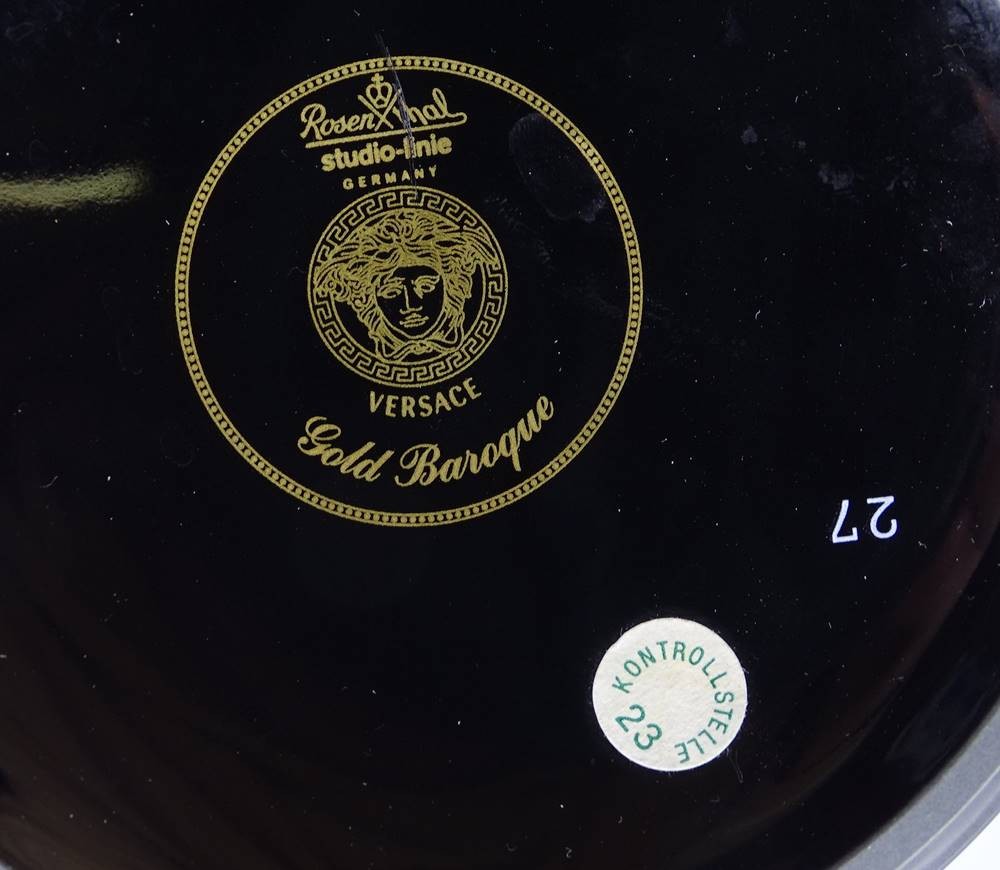 Rosenthal
studio-linie
GERMANY
VERSACE
Gold Baroque
27
KONTROLLSTELLE
23